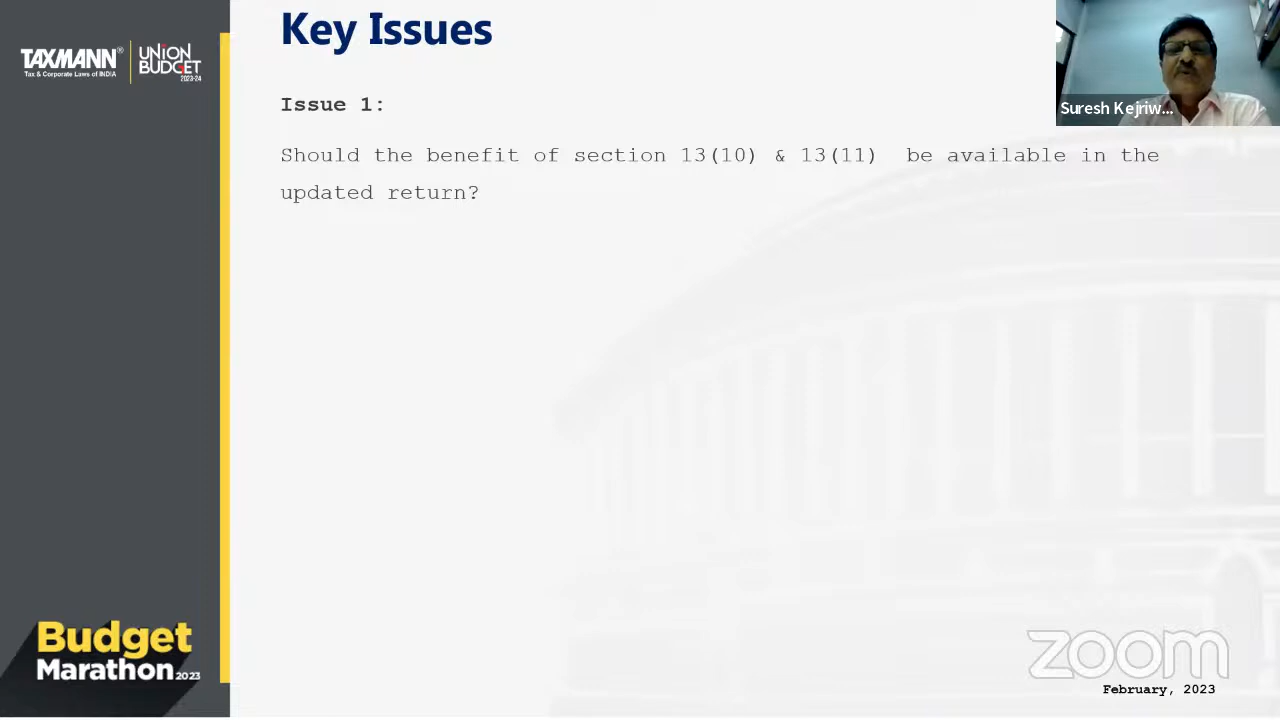 Key Issues
TAXMANN®
Tax & Corporate Laws of INDIA
UNION
BUDGET
2023-24
Suresh Kejriw...
Issue 1:
Should the benefit of section 13(10) & 13(11) be available in the
updated return?
Budget
Marathon 2023
zoom
February, 2023